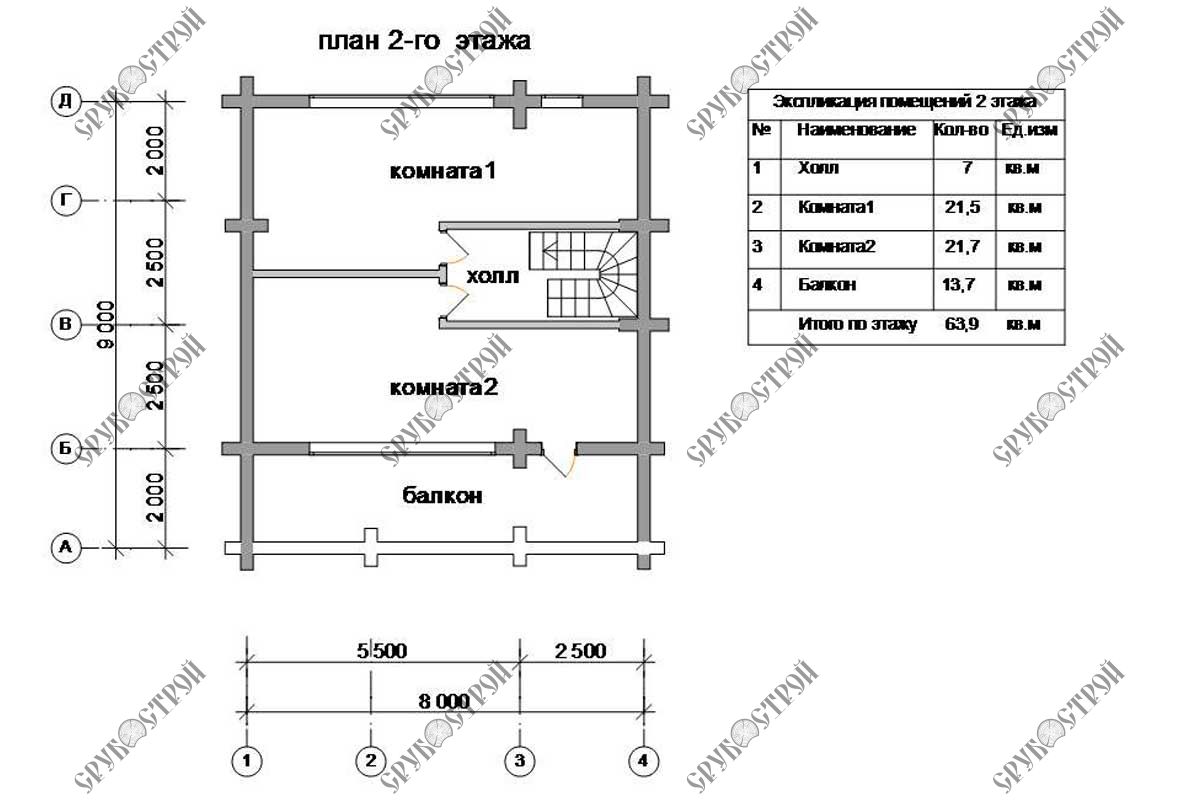 план 2-го этажа
Экспликация помещений 2 этажа
№ Наименование Кол-во Ед.изм
1 Холл 7 кв.м
2 Комната1 21,5 кв.м
3 Комната2 21,7 кв.м
4 Балкон 13,7 кв.м
Итого по этажу 63,9 кв.м
Д
2 000
комната1
Г
2 500
холл
В
9 000
2 500
комната2
Б
балкон
2 000
А
5 500 2 500
8 000
1 2 3 4
БРУБОСТРОЙ